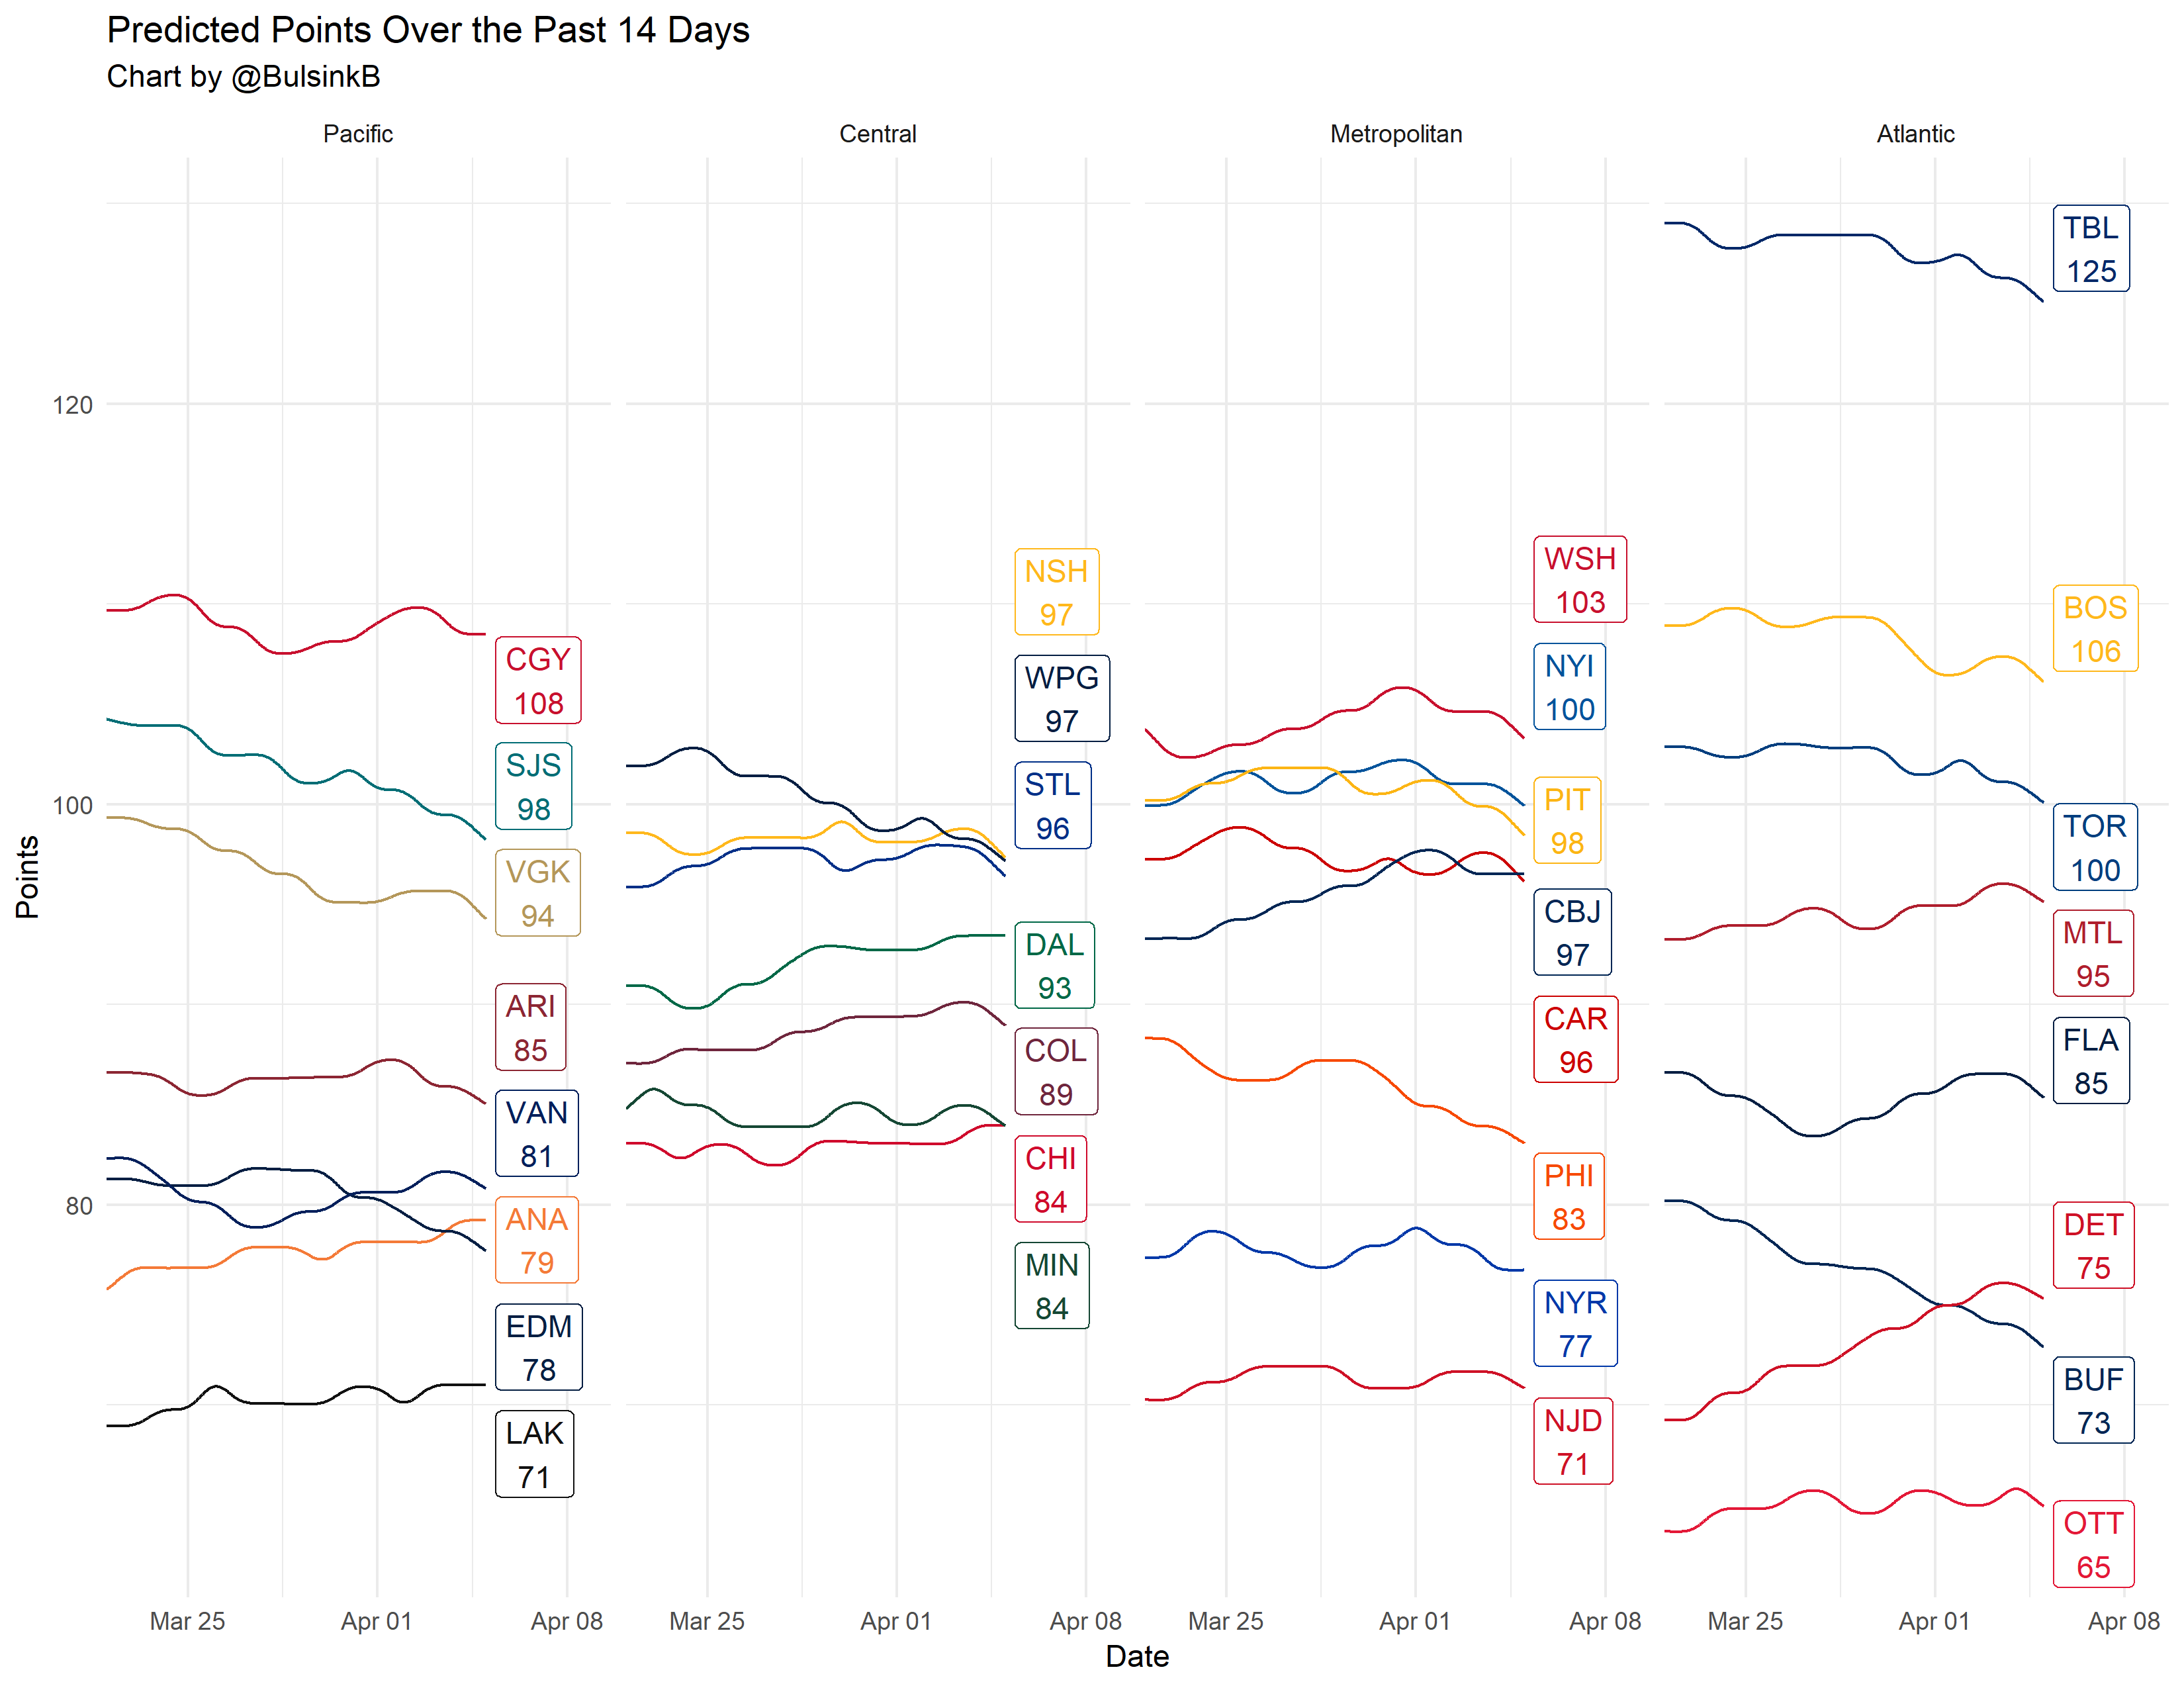 Predicted Points Over the Past 14 Days
Chart by @BulsinkB
Pacific
Central
Metropolitan
Atlantic
Points
120
100
80
CGY
108
SJS
98
VGK
94
ARI
85
VAN
81
ANA
79
EDM
78
LAK
71
NSH
97
WPG
97
STL
96
DAL
93
COL
89
CHI
84
MIN
84
WSH
103
NYI
100
PIT
98
CBJ
97
CAR
96
PHI
83
NYR
77
NJD
71
TBL
125
BOS
106
TOR
100
MTL
95
FLA
85
DET
75
BUF
73
OTT
65
Mar 25 Apr 01 Apr 08
Mar 25 Apr 01 Apr 08
Mar 25 Apr 01 Apr 08
Mar 25 Apr 01 Apr 08
Date